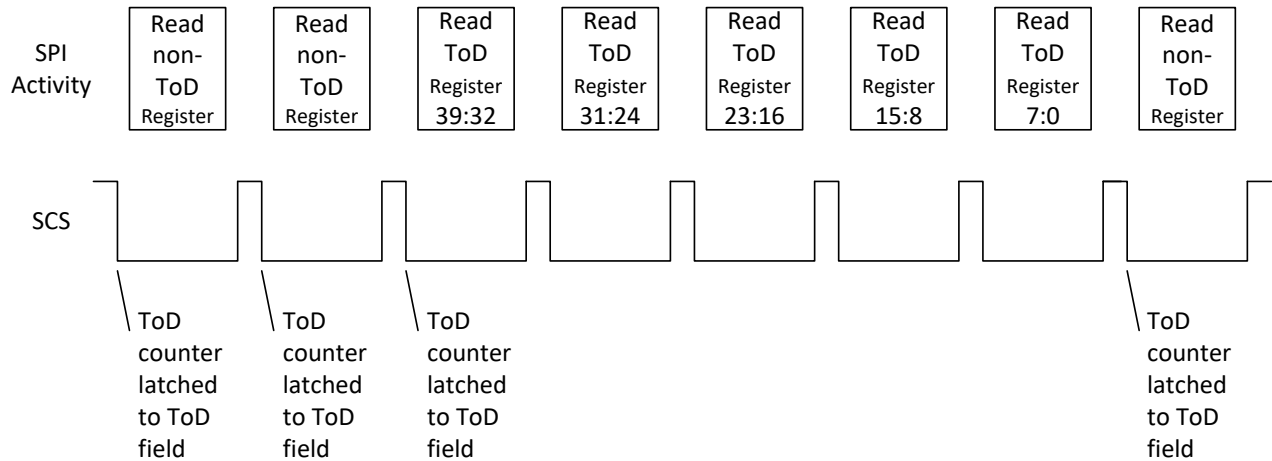 SPI
Activity
Read
non-
ToD
Register
Read
non-
ToD
Register
Read
ToD
Register
39:32
Read
ToD
Register
31:24
Read
ToD
Register
23:16
Read
ToD
Register
15:8
Read
ToD
Register
7:0
Read
non-
ToD
Register
SCS
ToD
counter
latched
to ToD
field
ToD
counter
latched
to ToD
field
ToD
counter
latched
to ToD
field
ToD
counter
latched
to ToD
field